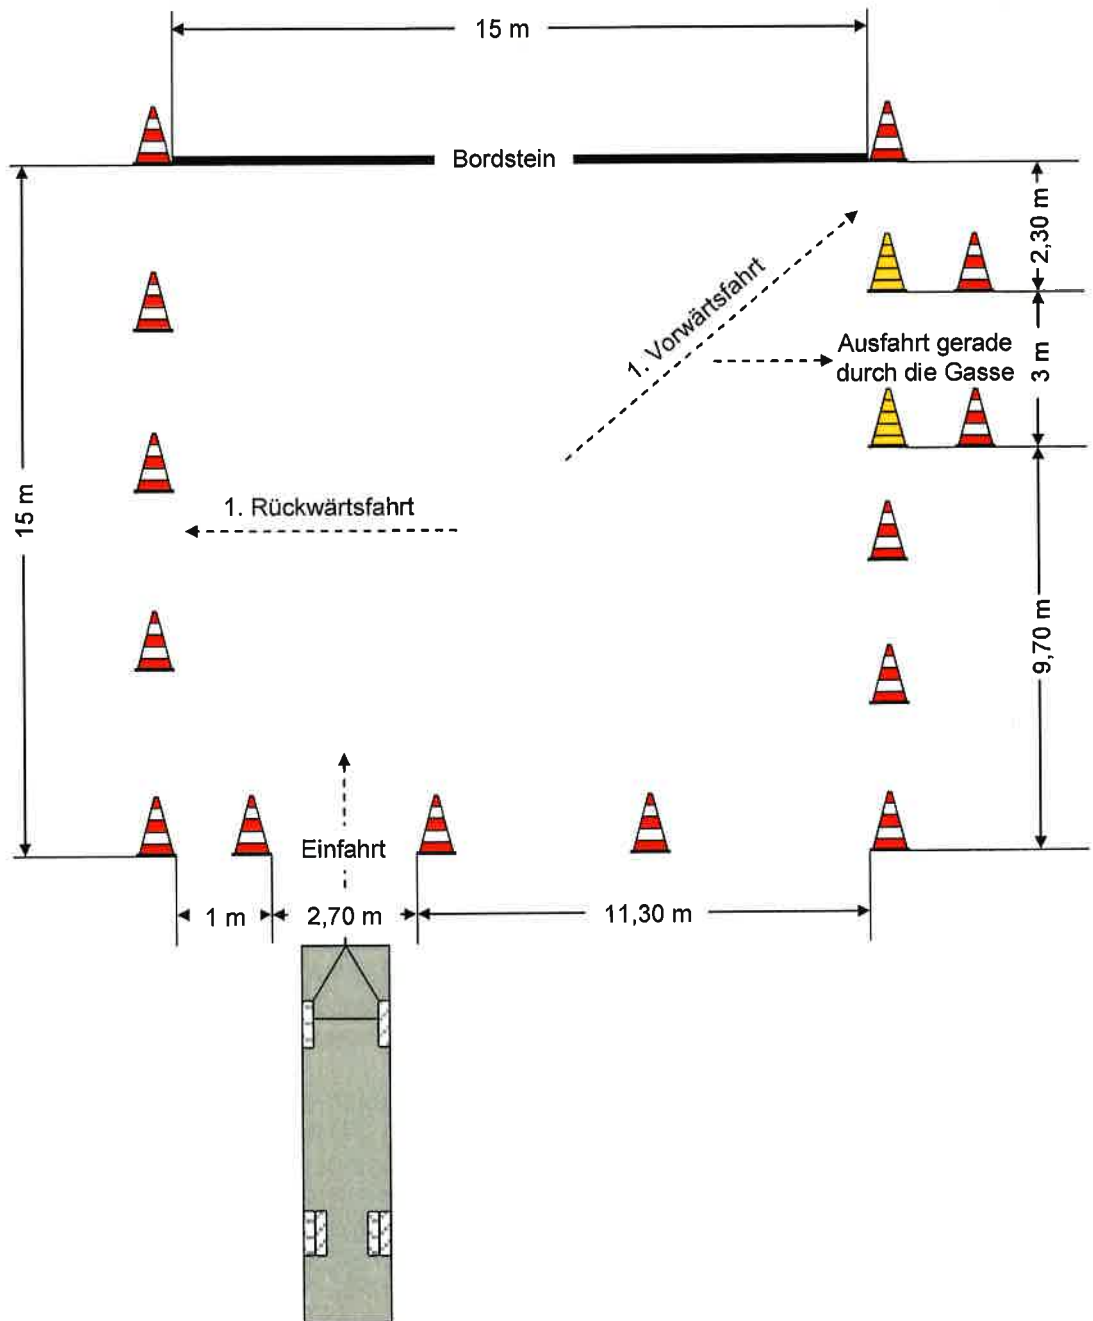 15 m
Bordstein
2,30 m
1. Vorwärtsfahrt
Ausfahrt gerade
durch die Gasse
3 m
15 m
1. Rückwärtsfahrt
9,70 m
Einfahrt
1 m
2,70 m
11,30 m